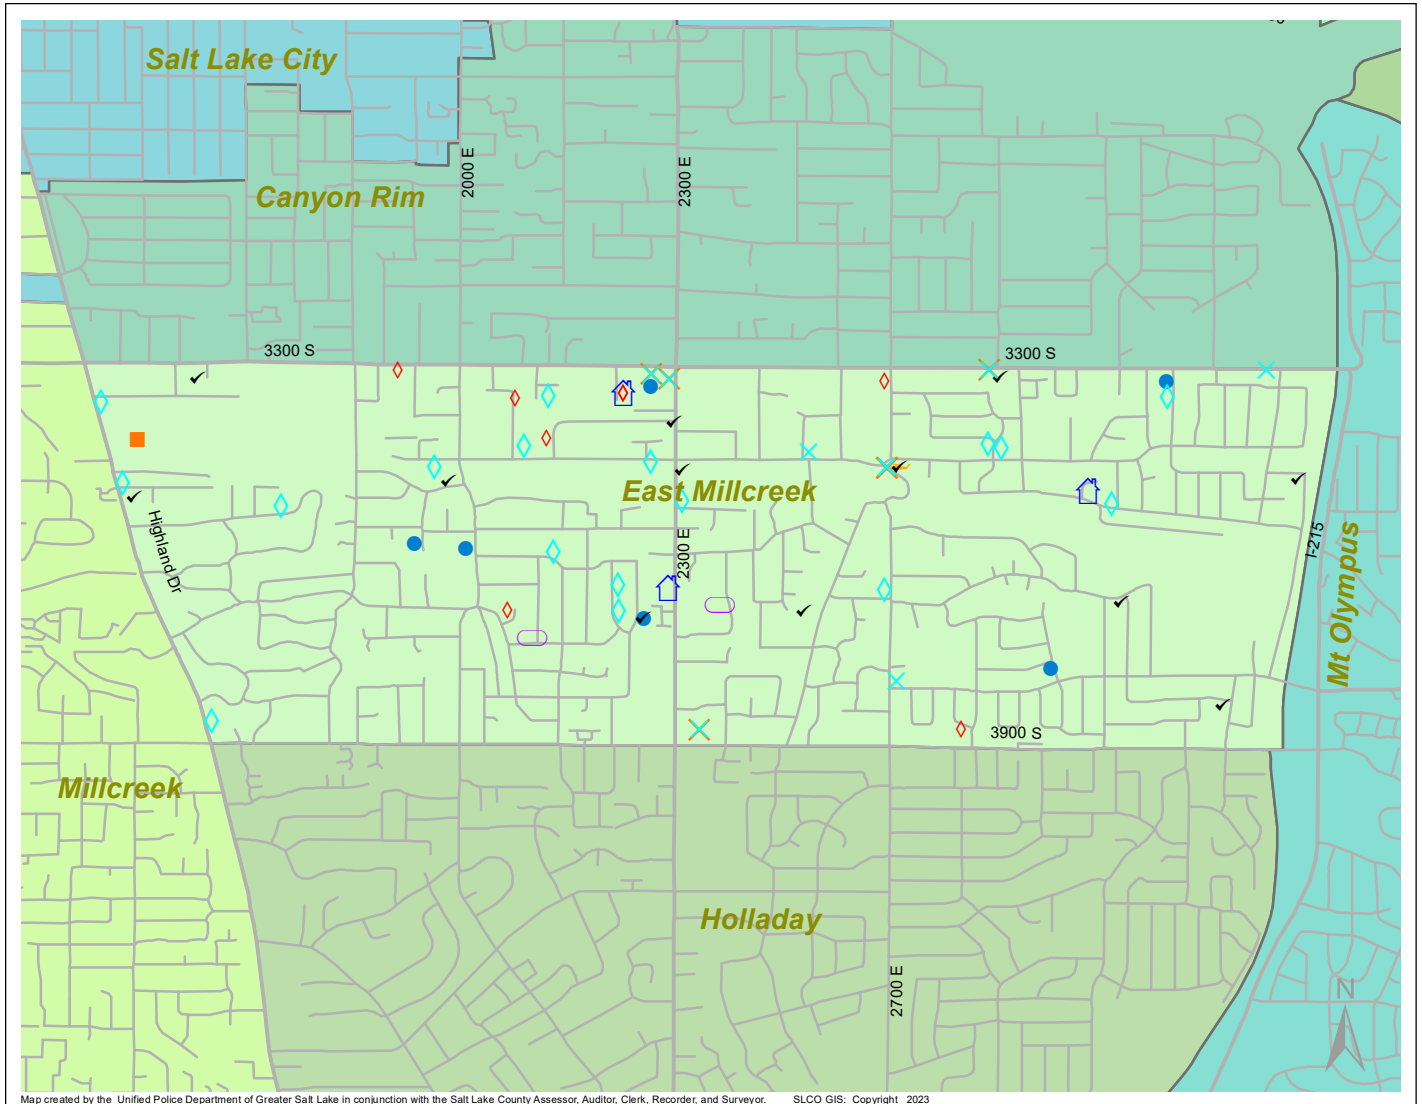 Salt Lake City
Canyon Rim
2000 E
2300 E
3300 S
3300 S
East Millcreek
Highland Dr
2300 E
I-215
Mt Olympus
3900 S
Millcreek
Holladay
2700 E
N
Map created by the Unified Police Department of Greater Salt Lake in conjunction with the Salt Lake County Assessor, Auditor, Clerk, Recorder, and Surveyor. SLCO GIS: Copyright 2023